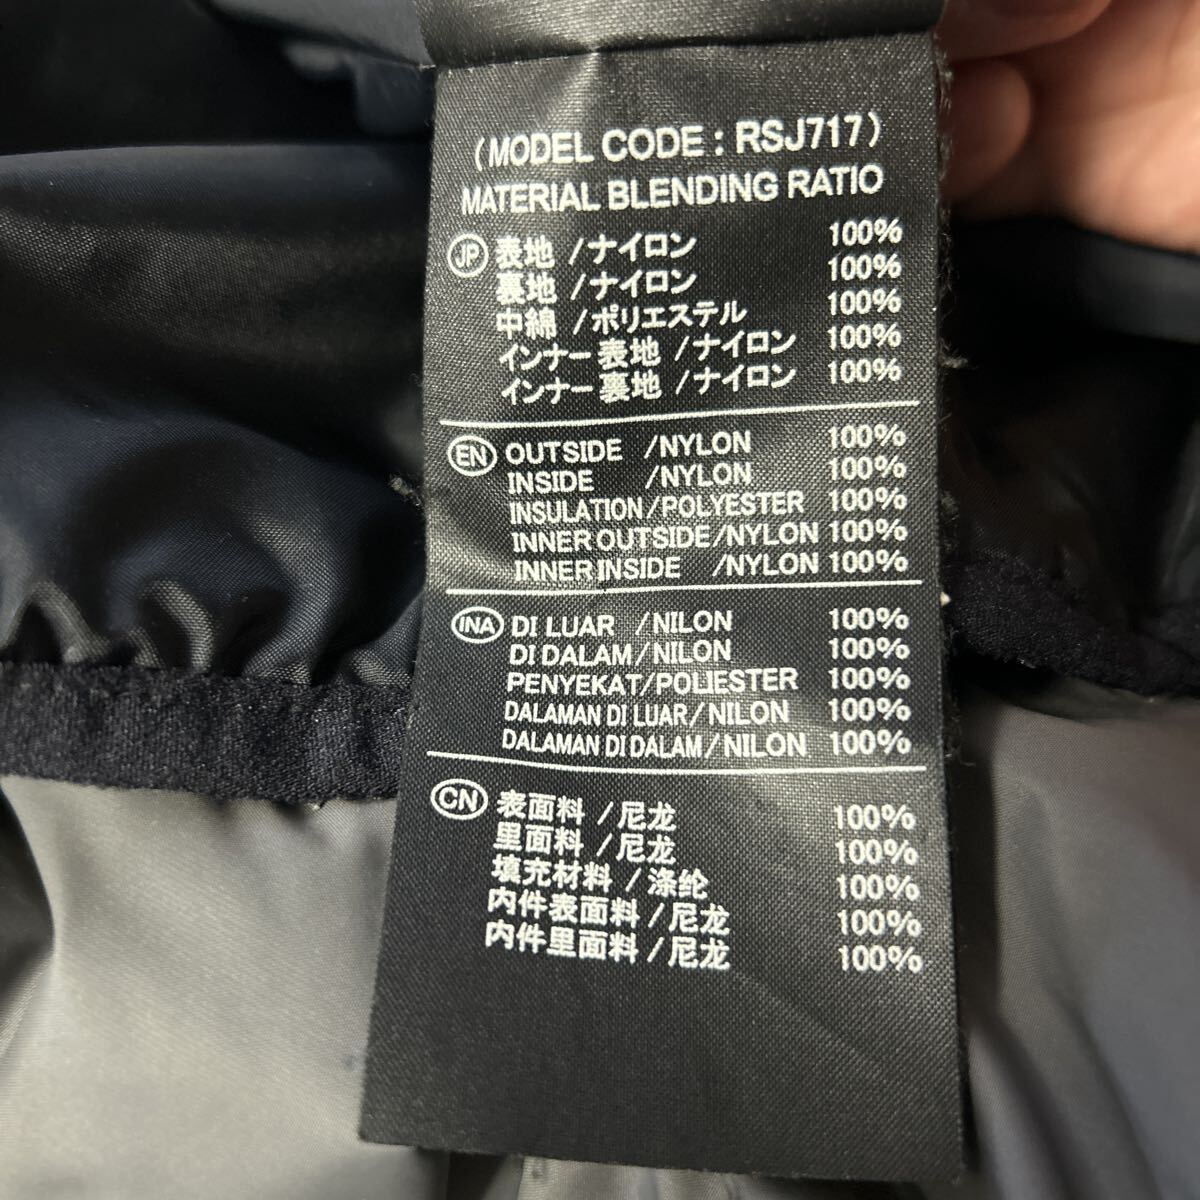 (MODEL CODE : RSJ717)
MATERIAL BLENDING RATIO
JP 表地 /ナイロン 100%
裏地 /ナイロン 100%
中綿 /ポリエステル 100%
インナー表地 /ナイロン 100%
インナー裏地 /ナイロン 100%
EN OUTSIDE /NYLON 100%
INSIDE /NYLON 100%
INSULATION/POLYESTER 100%
INNER OUTSIDE/NYLON 100%
INNER INSIDE /NYLON 100%
INA DI LUAR /NILON 100%
DI DALAM/NILON 100%
PENYEKAT/POLIESTER 100%
DALAMAN DI LUAR/NILON 100%
DALAMAN DI DALAM/NILON 100%
CN 表面料 /尼龙 100%
里面料 /尼龙 100%
填充材料 /涤纶 100%
内件表面料 /尼龙 100%
内件里面料 /尼龙 100%